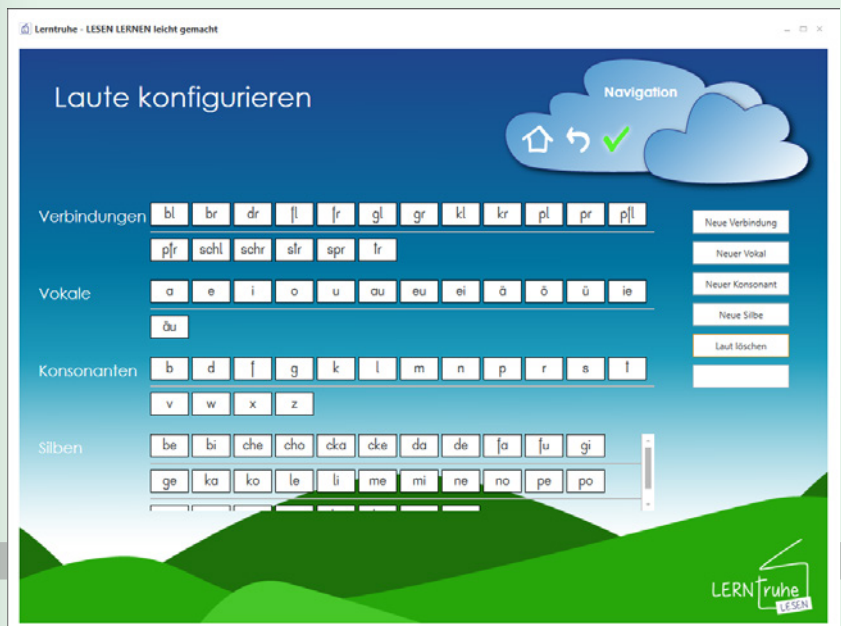 Lerntruhe - LESEN LERNEN leicht gemacht
Laute konfigurieren
Navigation
Verbindungen bl br dr fl fr gl gr kl kr pl pr pfl
pfr schl schr str spr tr
Vokale a e i o u au eu ei ä ö ü ie
äu
Konsonanten b d f g k l m n p r s t
v w x z
Silben be bi che cho cka cke da de fa fu gi
ge ka ko le li me mi ne no pe po
Neue Verbindung
Neuer Vokal
Neuer Konsonant
Neue Silbe
Laut löschen
LERNtruhe
LESEN